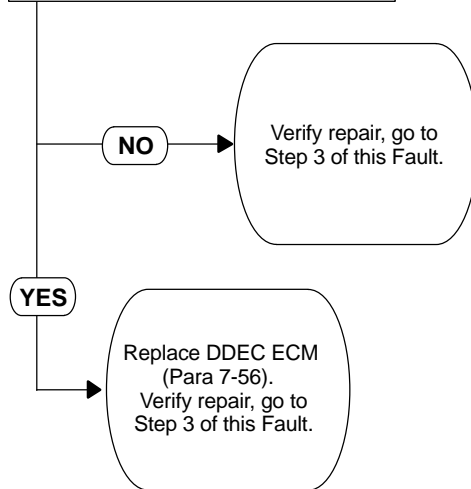 NO
Verify repair, go to
Step 3 of this Fault.
YES
Replace DDEC ECM
(Para 7-56).
Verify repair, go to
Step 3 of this Fault.